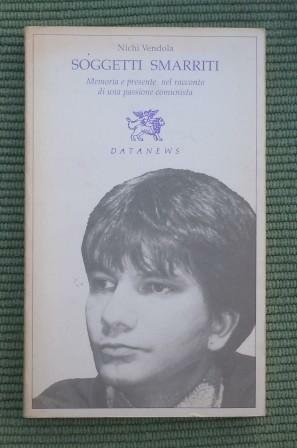 Nichi Vendola
SOGGETTI SMARRITI
Memoria e presente, nel racconto
di una passione comunista
DATANEWS